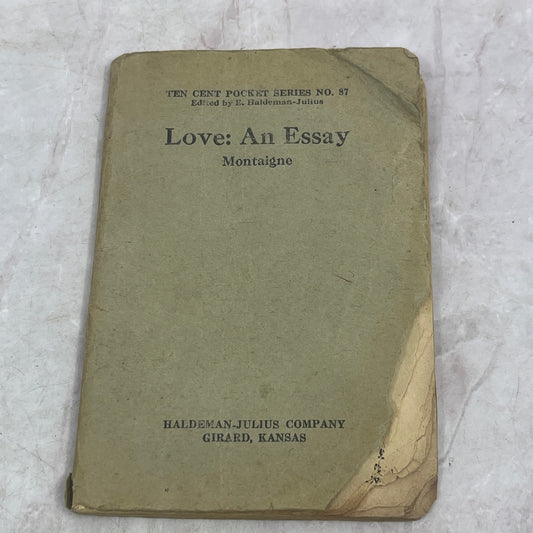 TEN CENT POCKET SERIES NO. 87
Edited by E. Haldeman-Julius
Love: An Essay
Montaigne
HALDEMAN-JULIUS COMPANY
GIRARD, KANSAS